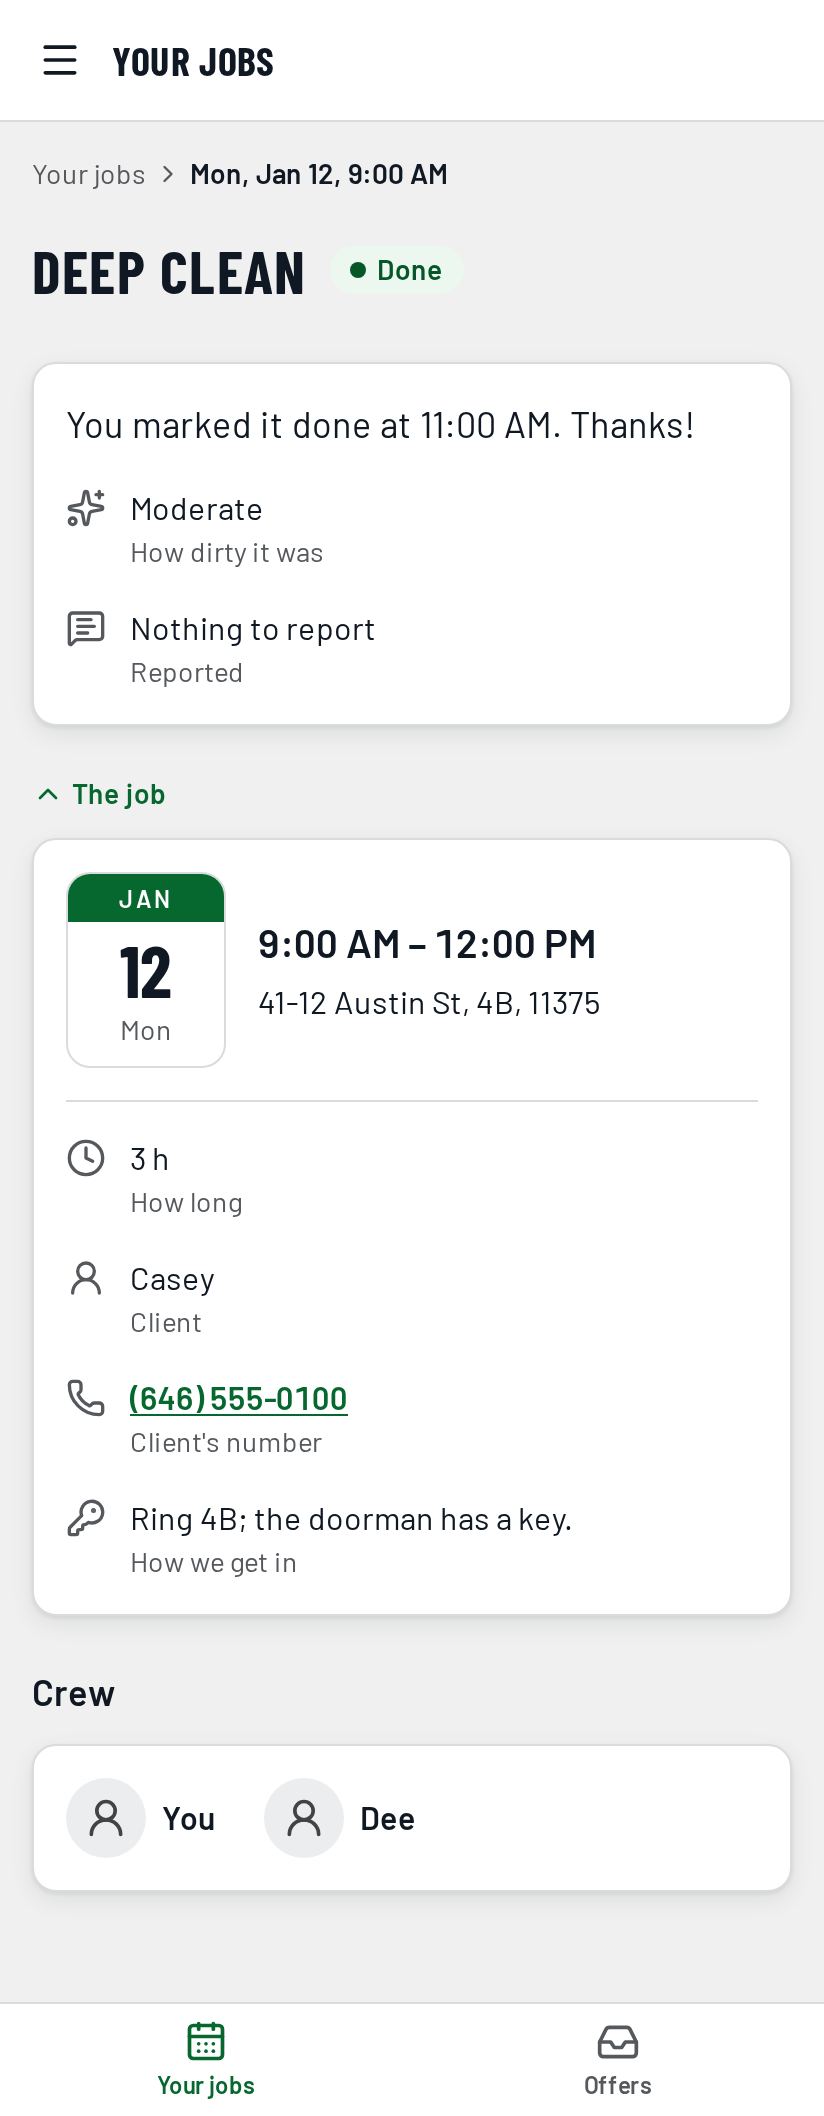 YOUR JOBS
Your jobs > Mon, Jan 12, 9:00 AM
DEEP CLEAN
Done
You marked it done at 11:00 AM. Thanks!
Moderate
How dirty it was
Nothing to report
Reported
The job
JAN
12
Mon
9:00 AM – 12:00 PM
41-12 Austin St, 4B, 11375
3 h
How long
Casey
Client
(646) 555-0100
Client's number
Ring 4B; the doorman has a key.
How we get in
Crew
You
Dee
Your jobs
Offers